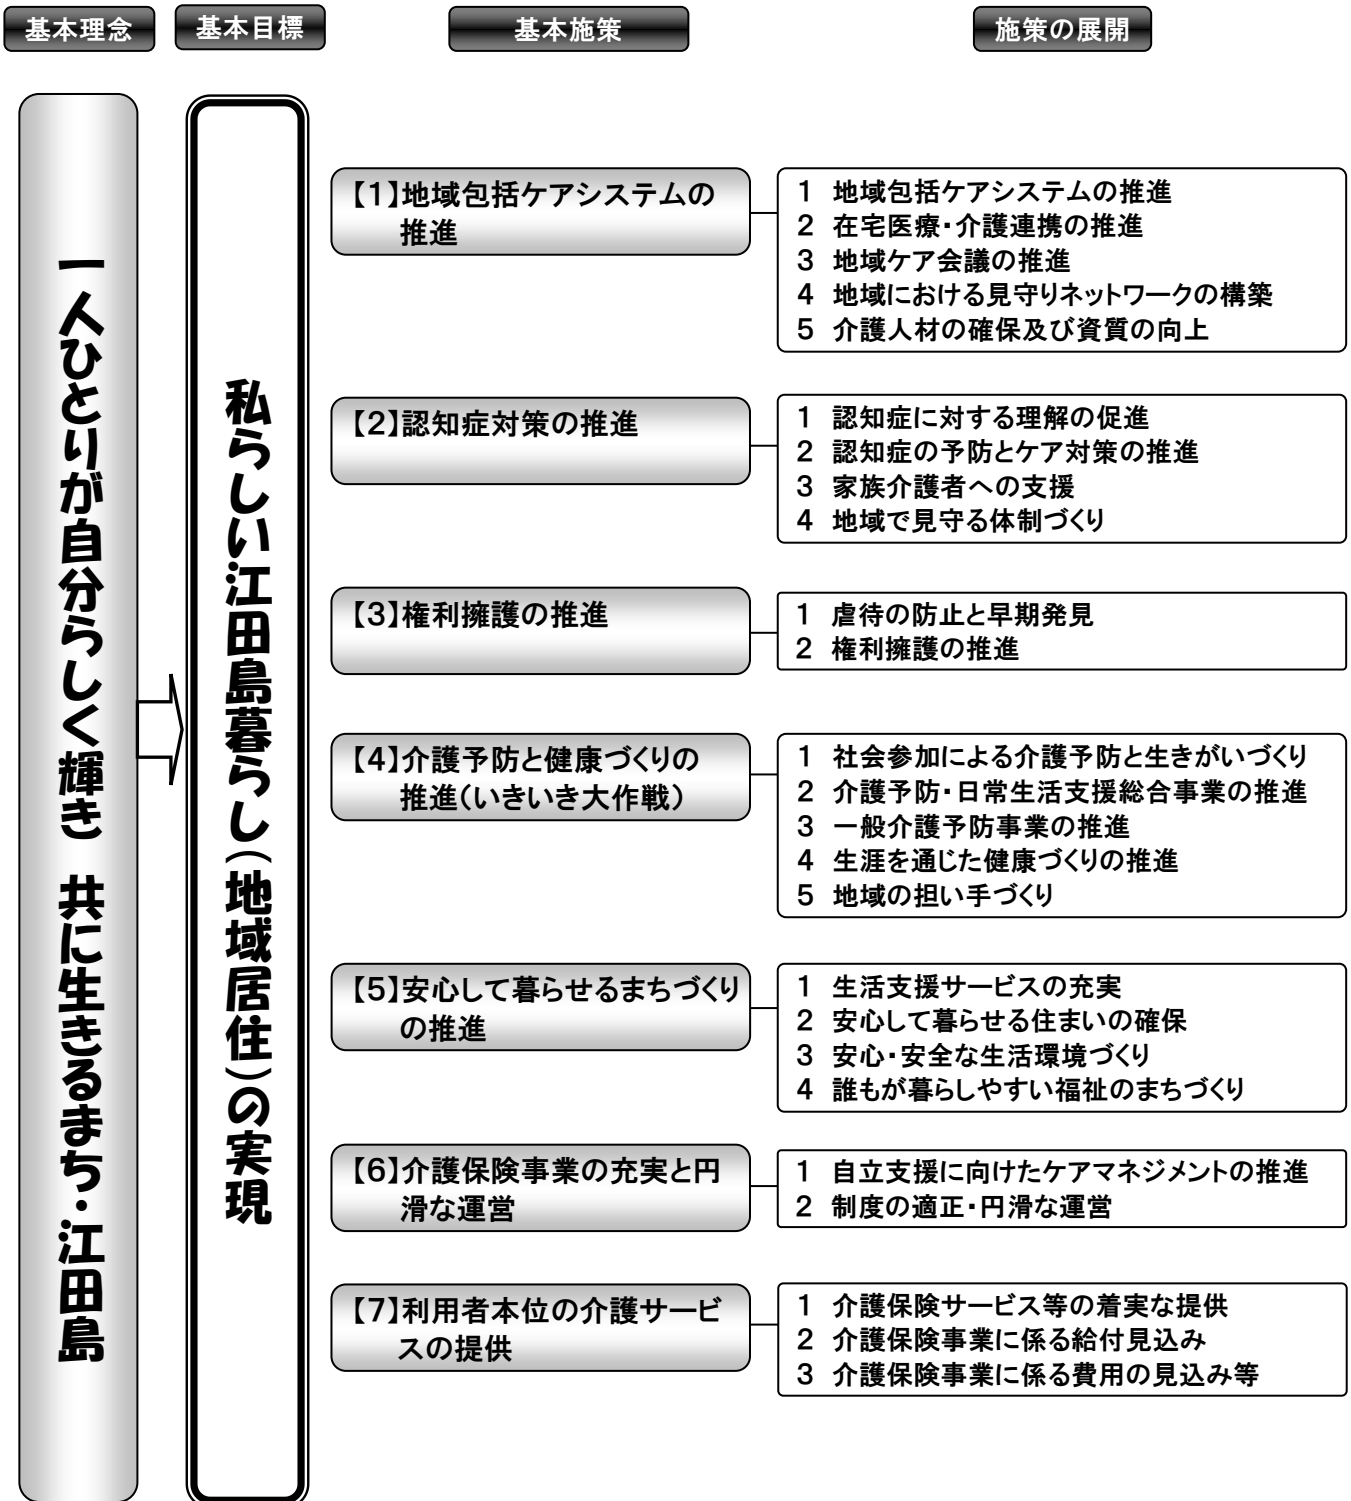 基本理念
基本目標
基本施策
施策の展開
一人ひとりが自分らしく輝き 共に生きるまち・江田島
私らしい江田島暮らし(地域居住)の実現
【1】地域包括ケアシステムの
推進
1 地域包括ケアシステムの推進
2 在宅医療・介護連携の推進
3 地域ケア会議の推進
4 地域における見守りネットワークの構築
5 介護人材の確保及び資質の向上
【2】認知症対策の推進
1 認知症に対する理解の促進
2 認知症の予防とケア対策の推進
3 家族介護者への支援
4 地域で見守る体制づくり
【3】権利擁護の推進
1 虐待の防止と早期発見
2 権利擁護の推進
【4】介護予防と健康づくりの
推進(いきいき大作戦)
1 社会参加による介護予防と生きがいづくり
2 介護予防・日常生活支援総合事業の推進
3 一般介護予防事業の推進
4 生涯を通じた健康づくりの推進
5 地域の担い手づくり
【5】安心して暮らせるまちづくり
の推進
1 生活支援サービスの充実
2 安心して暮らせる住まいの確保
3 安心・安全な生活環境づくり
4 誰もが暮らしやすい福祉のまちづくり
【6】介護保険事業の充実と円
滑な運営
1 自立支援に向けたケアマネジメントの推進
2 制度の適正・円滑な運営
【7】利用者本位の介護サービ
スの提供
1 介護保険サービス等の着実な提供
2 介護保険事業に係る給付見込み
3 介護保険事業に係る費用の見込み等